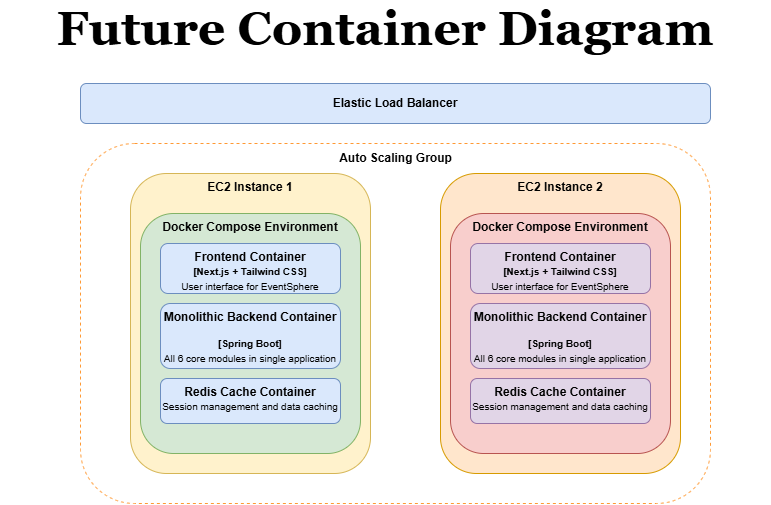 Future Container Diagram
Elastic Load Balancer
Auto Scaling Group
EC2 Instance 1
Docker Compose Environment
Frontend Container
[Next.js + Tailwind CSS]
User interface for EventSphere
Monolithic Backend Container
[Spring Boot]
All 6 core modules in single application
Redis Cache Container
Session management and data caching
EC2 Instance 2
Docker Compose Environment
Frontend Container
[Next.js + Tailwind CSS]
User interface for EventSphere
Monolithic Backend Container
[Spring Boot]
All 6 core modules in single application
Redis Cache Container
Session management and data caching